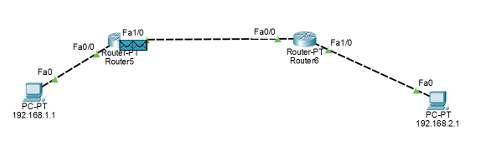 Fa1/0
Fa0/0
Router-PT
Router5
Fa0/0
Router-PT
Router6
Fa1/0
Fa0
PC-PT
192.168.1.1
Fa0
PC-PT
192.168.2.1